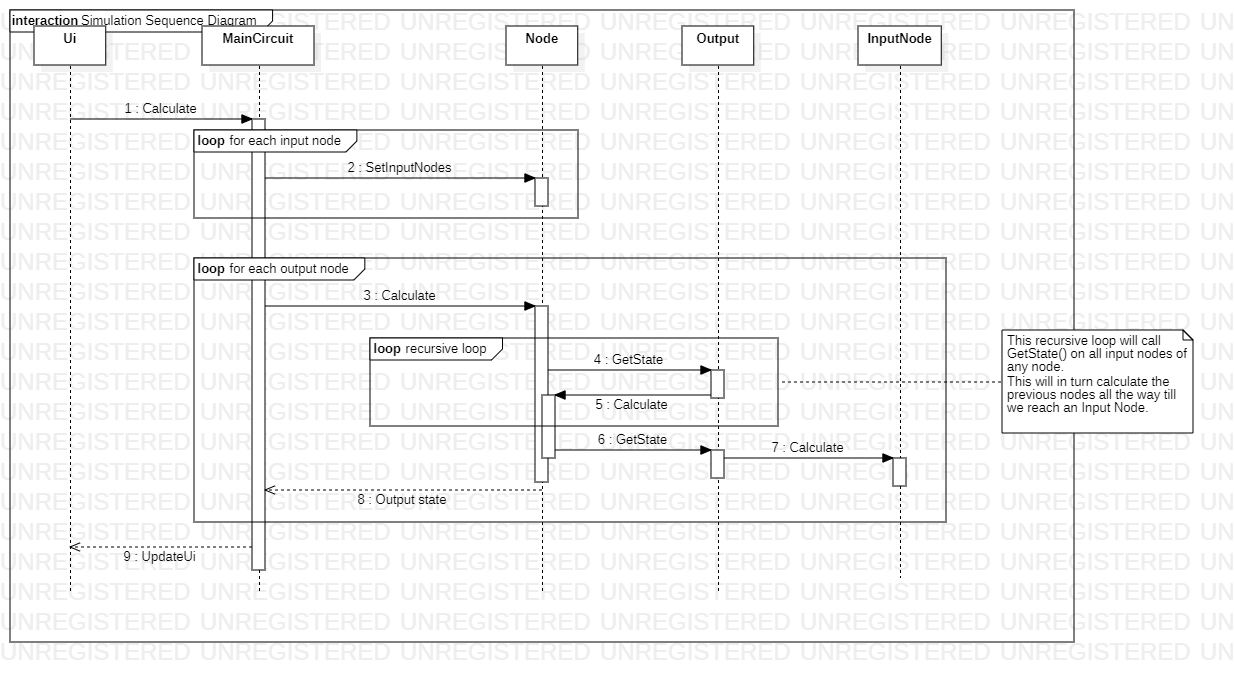 interaction Simulation Sequence Diagram
Ui
MainCircuit
Node
Output
InputNode
1 : Calculate
loop for each input node
2 : SetInputNodes
loop for each output node
3 : Calculate
loop recursive loop
4 : GetState
5 : Calculate
This recursive loop will call
GetState() on all input nodes of
any node.
This will in turn calculate the
previous nodes all the way till
we reach an Input Node.
6 : GetState
7 : Calculate
8 : Output state
9 : UpdateUi
UNREGISTERED UNREGISTERED UNREGISTERED UNREGISTERED UNREGISTERED UNREGISTERED UN